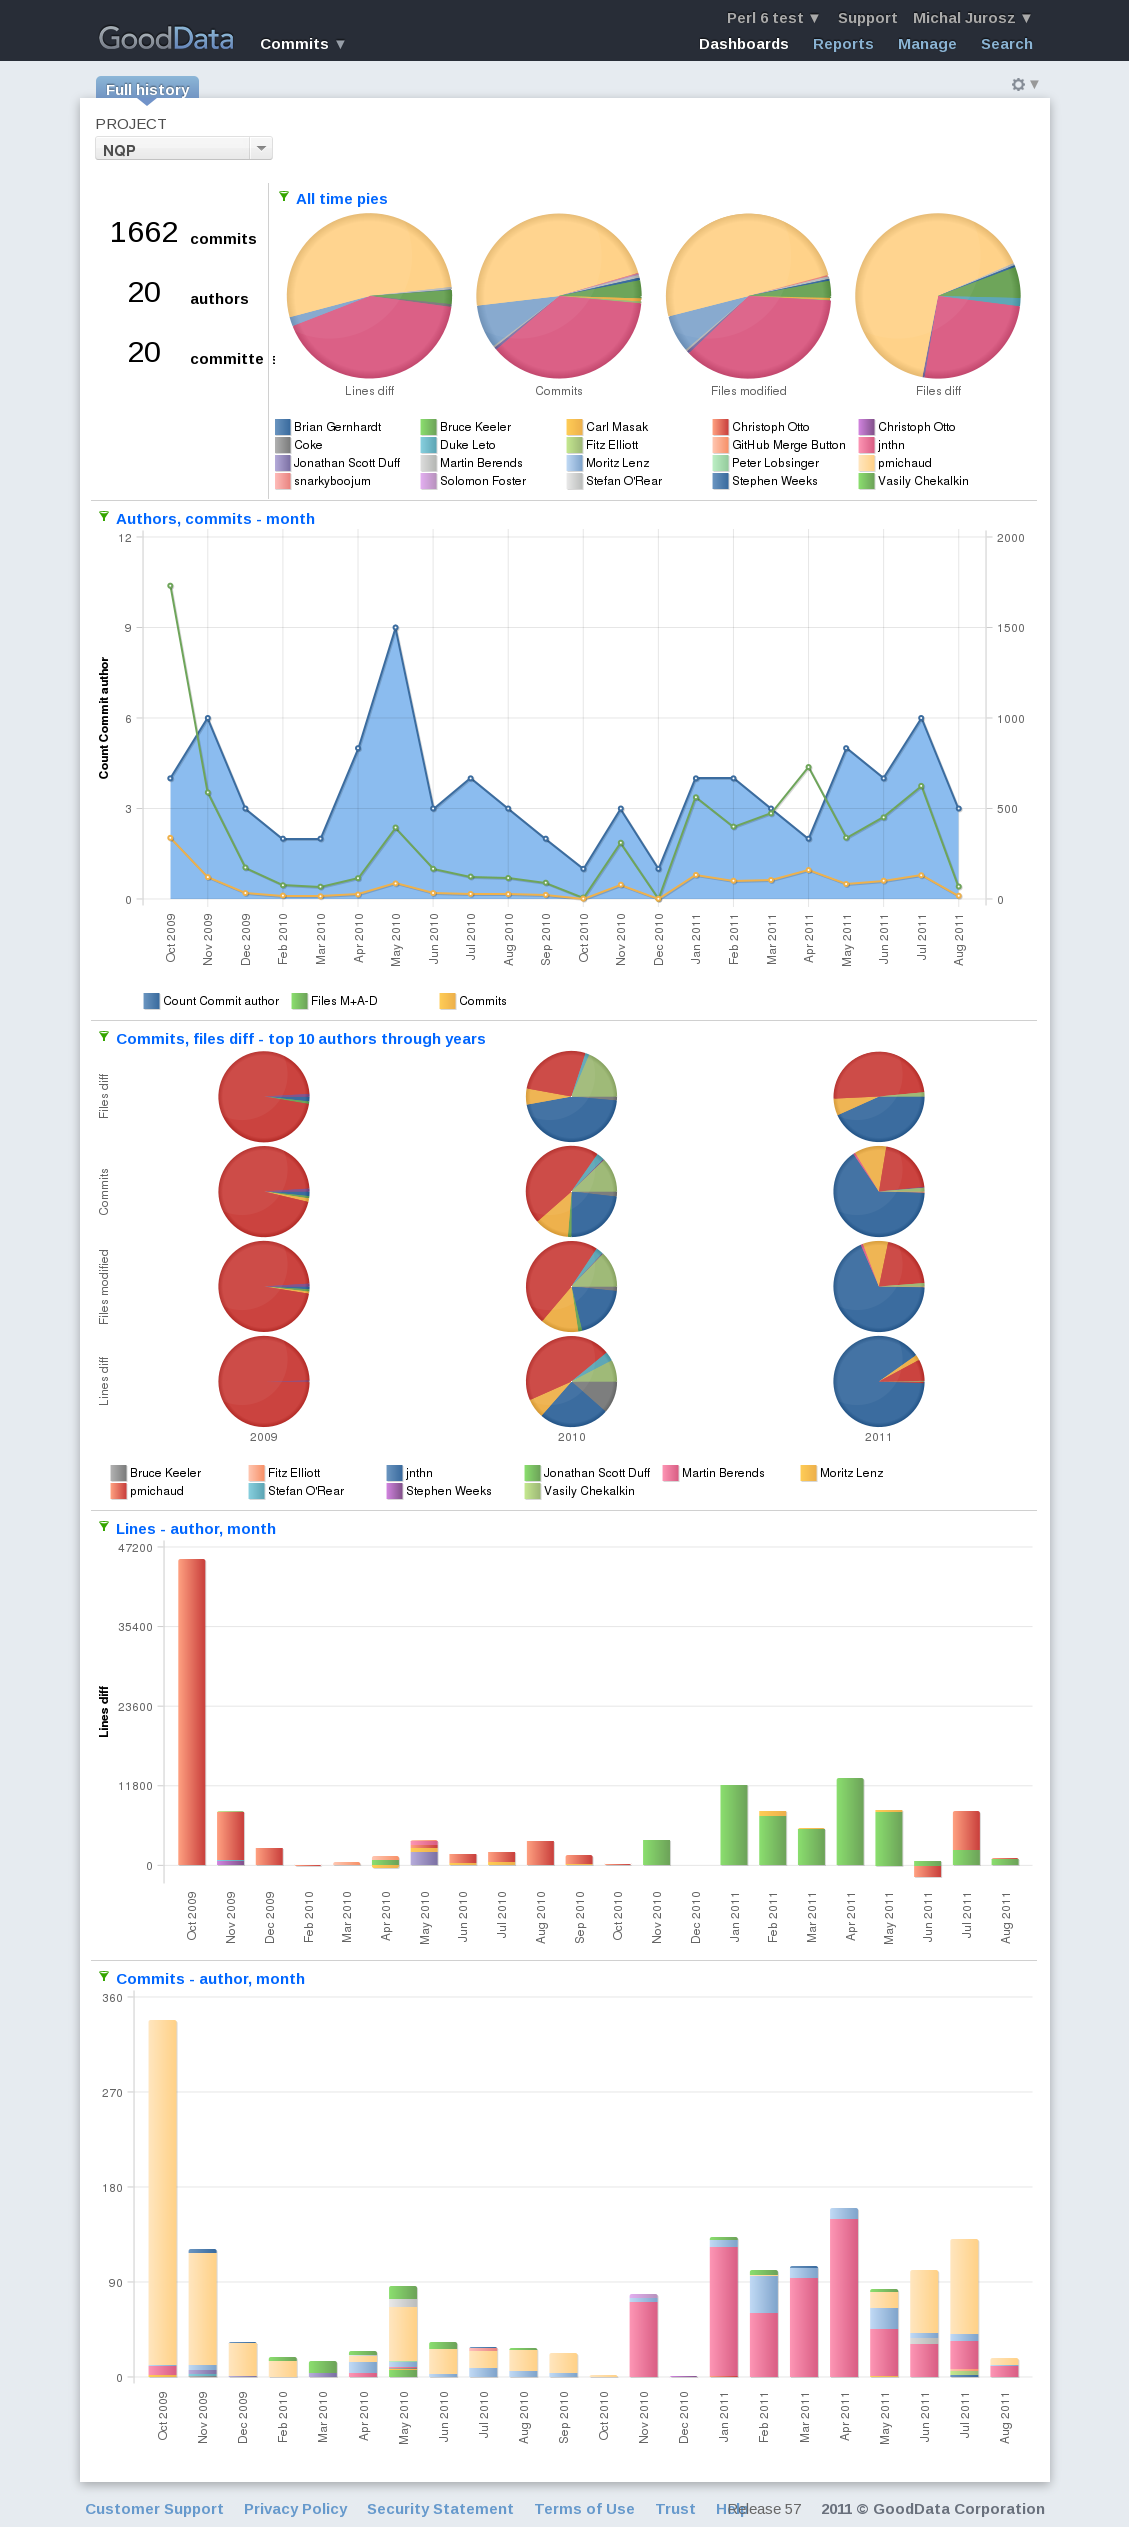 Perl 6 test ▼ Support Michal Jurosz ▼
GoodData Commits ▼ Dashboards Reports Manage Search
Full history
PROJECT
NQP
1662 commits
20 authors
20 committe
All time pies
Lines diff Commits Files modified Files diff
Brian Gernhardt Bruce Keeler Carl Masak Christoph Otto Christoph Otto
Coke Duke Leto Fitz Elliott GitHub Merge Button jnthn
Jonathan Scott Duff Martin Berends Moritz Lenz Peter Lobsinger pmichaud
snarkyboojum Solomon Foster Stefan O'Rear Stephen Weeks Vasily Chekalkin
Authors, commits - month
12 2000
9 1500
6 1000
3 500
0 0
Count Commit author
Oct 2009 Nov 2009 Dec 2009 Feb 2010 Mar 2010 Apr 2010 May 2010 Jun 2010 Jul 2010 Aug 2010 Sep 2010 Oct 2010 Nov 2010 Dec 2010 Jan 2011 Feb 2011 Mar 2011 Apr 2011 May 2011 Jun 2011 Jul 2011 Aug 2011
Count Commit author Files M+A-D Commits
Commits, files diff - top 10 authors through years
Files diff
Commits
Files modified
Lines diff
2009 2010 2011
Bruce Keeler Fitz Elliott jnthn Jonathan Scott Duff Martin Berends Moritz Lenz
pmichaud Stefan O'Rear Stephen Weeks Vasily Chekalkin
Lines - author, month
47200
35400
23600
11800
0
Lines diff
Oct 2009 Nov 2009 Dec 2009 Feb 2010 Mar 2010 Apr 2010 May 2010 Jun 2010 Jul 2010 Aug 2010 Sep 2010 Oct 2010 Nov 2010 Dec 2010 Jan 2011 Feb 2011 Mar 2011 Apr 2011 May 2011 Jun 2011 Jul 2011 Aug 2011
Commits - author, month
360
270
180
90
0
Oct 2009 Nov 2009 Dec 2009 Feb 2010 Mar 2010 Apr 2010 May 2010 Jun 2010 Jul 2010 Aug 2010 Sep 2010 Oct 2010 Nov 2010 Dec 2010 Jan 2011 Feb 2011 Mar 2011 Apr 2011 May 2011 Jun 2011 Jul 2011 Aug 2011
Customer Support Privacy Policy Security Statement Terms of Use Trust Help Release 57 2011 © GoodData Corporation